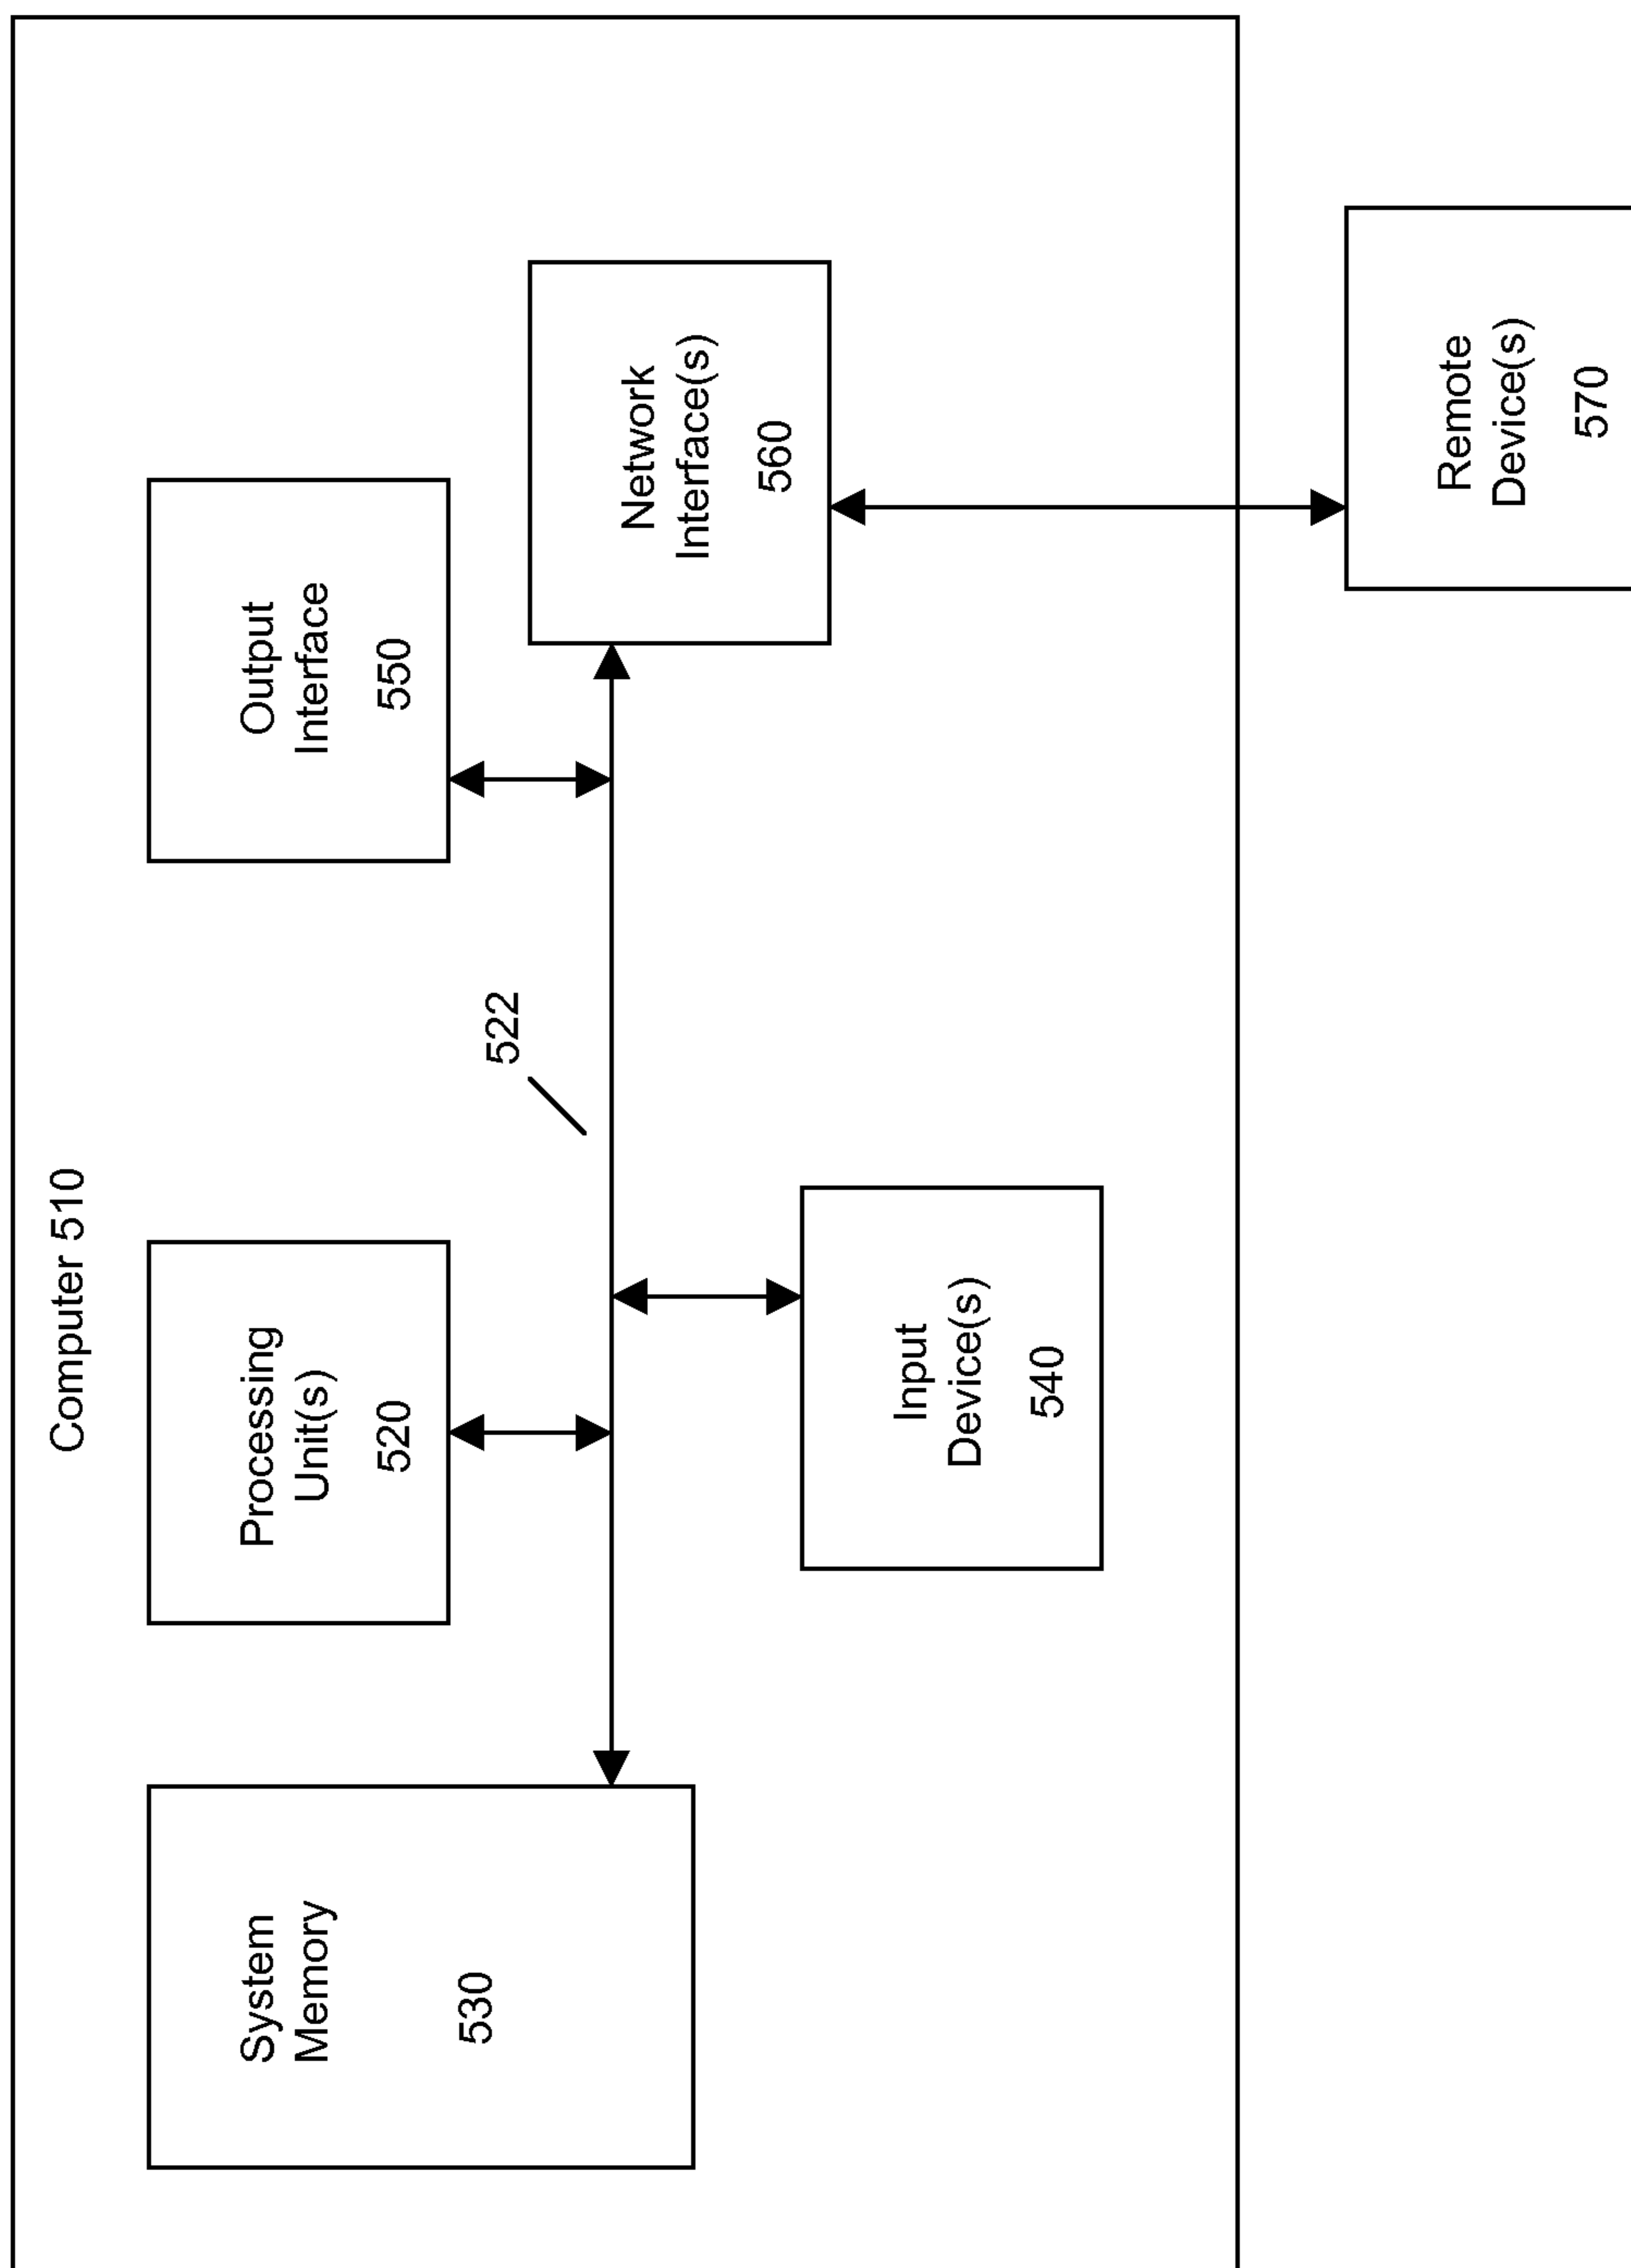 Computer 510
System
Memory
530
Processing
Unit(s)
520
Output
Interface
550
522
Network
Interface(s)
560
Input
Device(s)
540
Remote
Device(s)
570